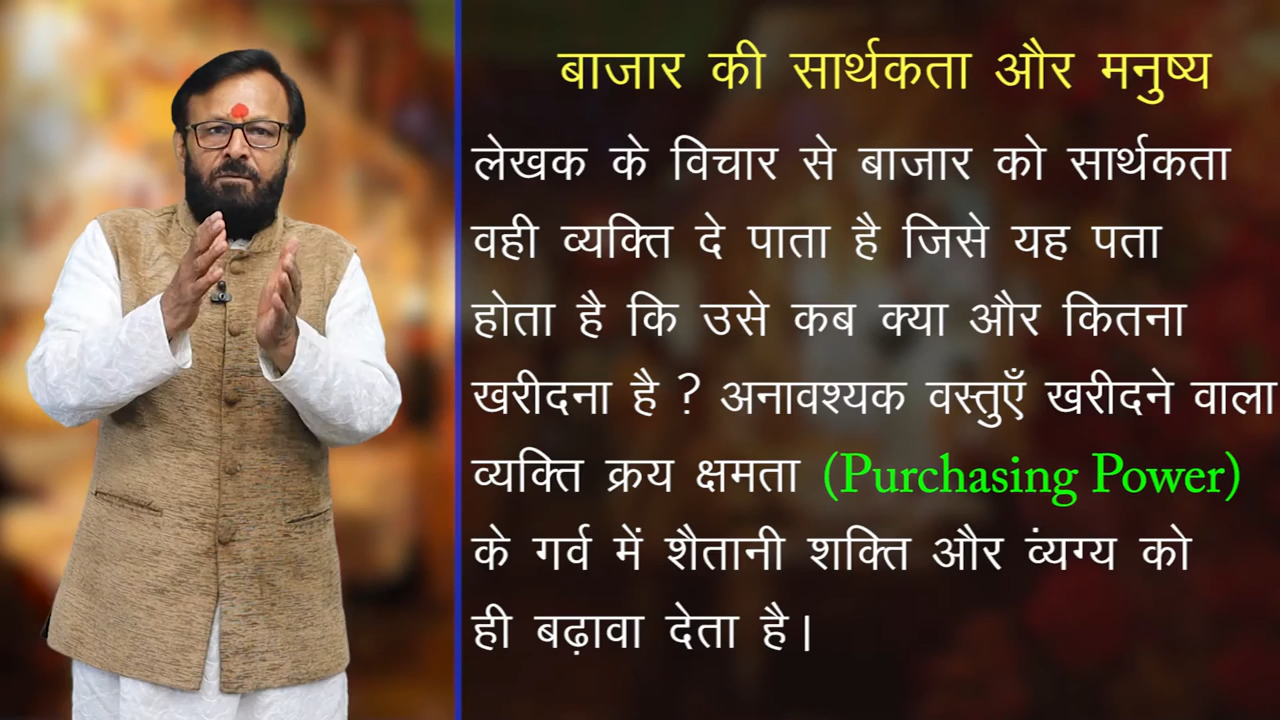 बाजार की सार्थकता और मनुष्य
लेखक के विचार से बाजार को सार्थकता
वही व्यक्ति दे पाता है जिसे यह पता
होता है कि उसे कब क्या और कितना
खरीदना है ? अनावश्यक वस्तुएँ खरीदने वाला
व्यक्ति क्रय क्षमता (Purchasing Power)
के गर्व में शैतानी शक्ति और व्यंग्य को
ही बढ़ावा देता है।